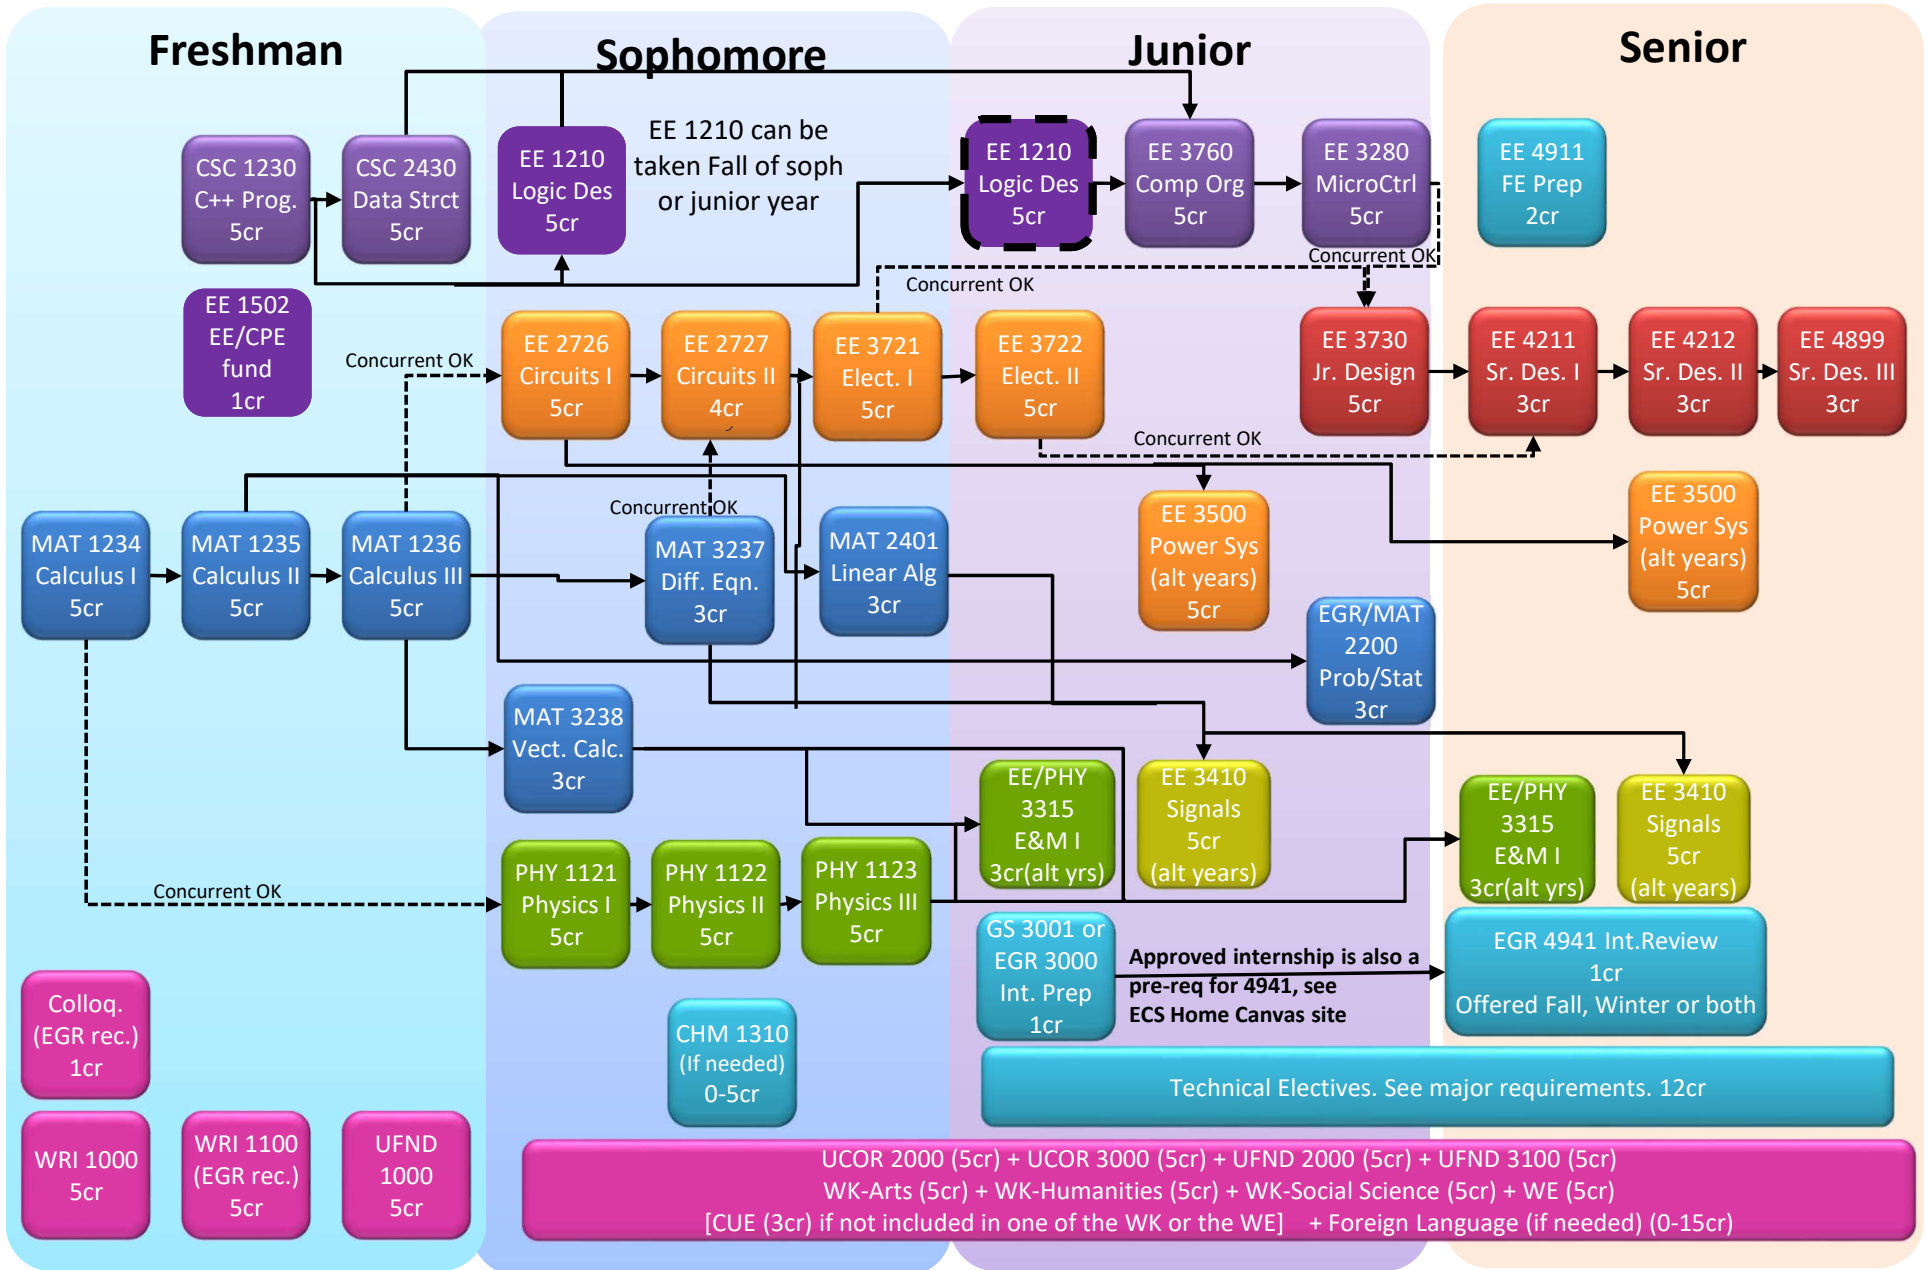 Freshman
Sophomore
Junior
Senior
CSC 1230
C++ Prog.
5cr
CSC 2430
Data Strct
5cr
EE 1210
Logic Des
5cr
EE 1210 can be
taken Fall of soph
or junior year
EE 1210
Logic Des
5cr
EE 3760
Comp Org
5cr
EE 3280
MicroCtrl
5cr
EE 4911
FE Prep
2cr
Concurrent OK
Concurrent OK
EE 1502
EE/CPE
fund
1cr
Concurrent OK
EE 2726
Circuits I
5cr
EE 2727
Circuits II
4cr
EE 3721
Elect. I
5cr
EE 3722
Elect. II
5cr
EE 3730
Jr. Design
5cr
EE 4211
Sr. Des. I
3cr
EE 4212
Sr. Des. II
3cr
EE 4899
Sr. Des. III
3cr
Concurrent OK
Concurrent OK
MAT 1234
Calculus I
5cr
MAT 1235
Calculus II
5cr
MAT 1236
Calculus III
5cr
MAT 3237
Diff. Eqn.
3cr
MAT 2401
Linear Alg
3cr
EE 3500
Power Sys
(alt years)
5cr
EE 3500
Power Sys
(alt years)
5cr
EGR/MAT
2200
Prob/Stat
3cr
MAT 3238
Vect. Calc.
3cr
EE/PHY
3315
E&M I
3cr(alt yrs)
EE 3410
Signals
5cr
(alt years)
EE/PHY
3315
E&M I
3cr(alt yrs)
EE 3410
Signals
5cr
(alt years)
Concurrent OK
PHY 1121
Physics I
5cr
PHY 1122
Physics II
5cr
PHY 1123
Physics III
5cr
GS 3001 or
EGR 3000
Int. Prep
1cr
Approved internship is also a
pre-req for 4941, see
ECS Home Canvas site
EGR 4941 Int.Review
1cr
Offered Fall, Winter or both
Colloq.
(EGR rec.)
1cr
CHM 1310
(If needed)
0-5cr
Technical Electives. See major requirements. 12cr
WRI 1000
5cr
WRI 1100
(EGR rec.)
5cr
UFND
1000
5cr
UCOR 2000 (5cr) + UCOR 3000 (5cr) + UFND 2000 (5cr) + UFND 3100 (5cr)
WK-Arts (5cr) + WK-Humanities (5cr) + WK-Social Science (5cr) + WE (5cr)
[CUE (3cr) if not included in one of the WK or the WE] + Foreign Language (if needed) (0-15cr)